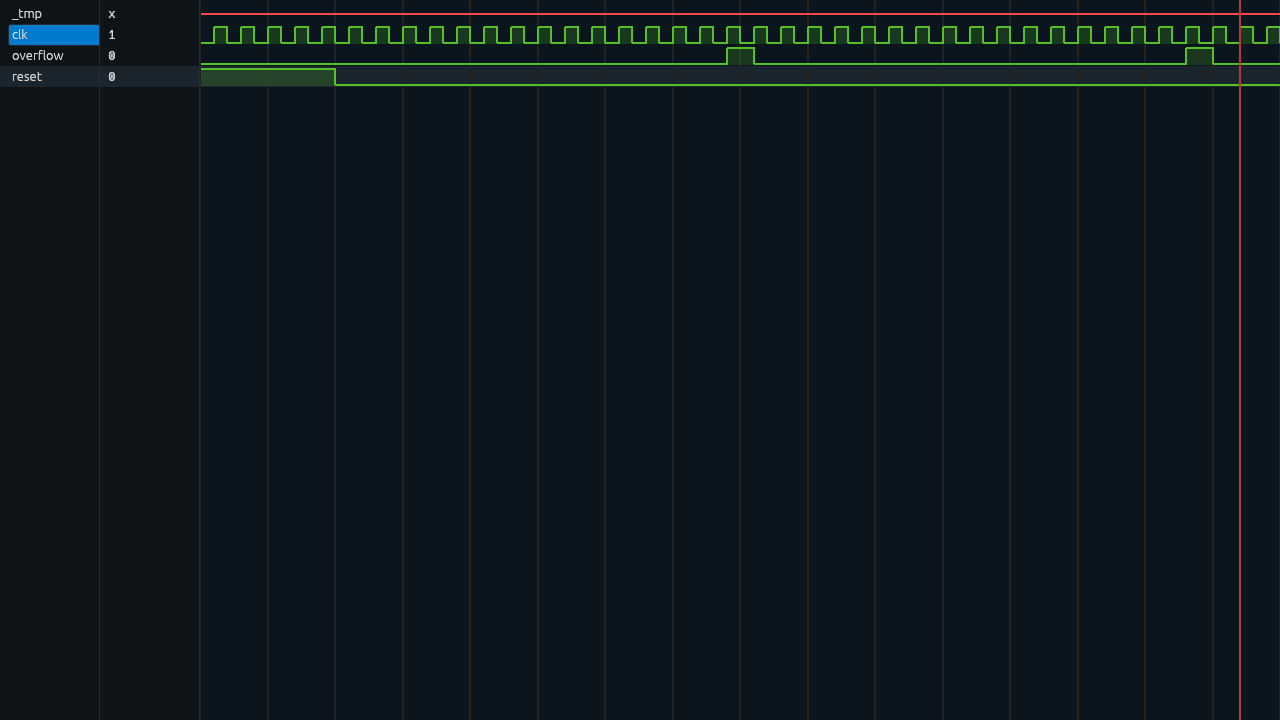 _tmp x
clk 1
overflow 0
reset 0